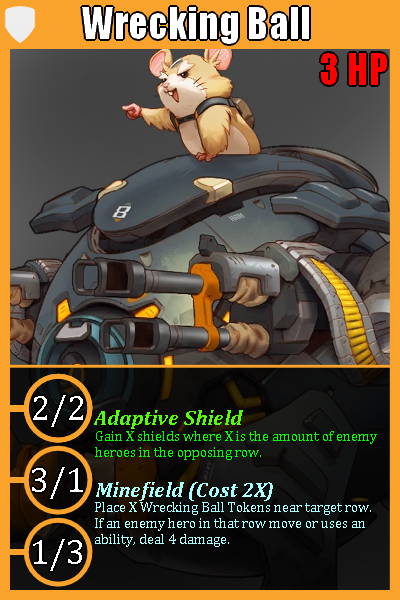 Wrecking Ball
3 HP
8
HAM
2/2
Adaptive Shield
Gain X shields where X is the amount of enemy
heroes in the opposing row.
3/1
Minefield (Cost 2X)
Place X Wrecking Ball Tokens near target row.
If an enemy hero in that row move or uses an
ability, deal 4 damage.
1/3